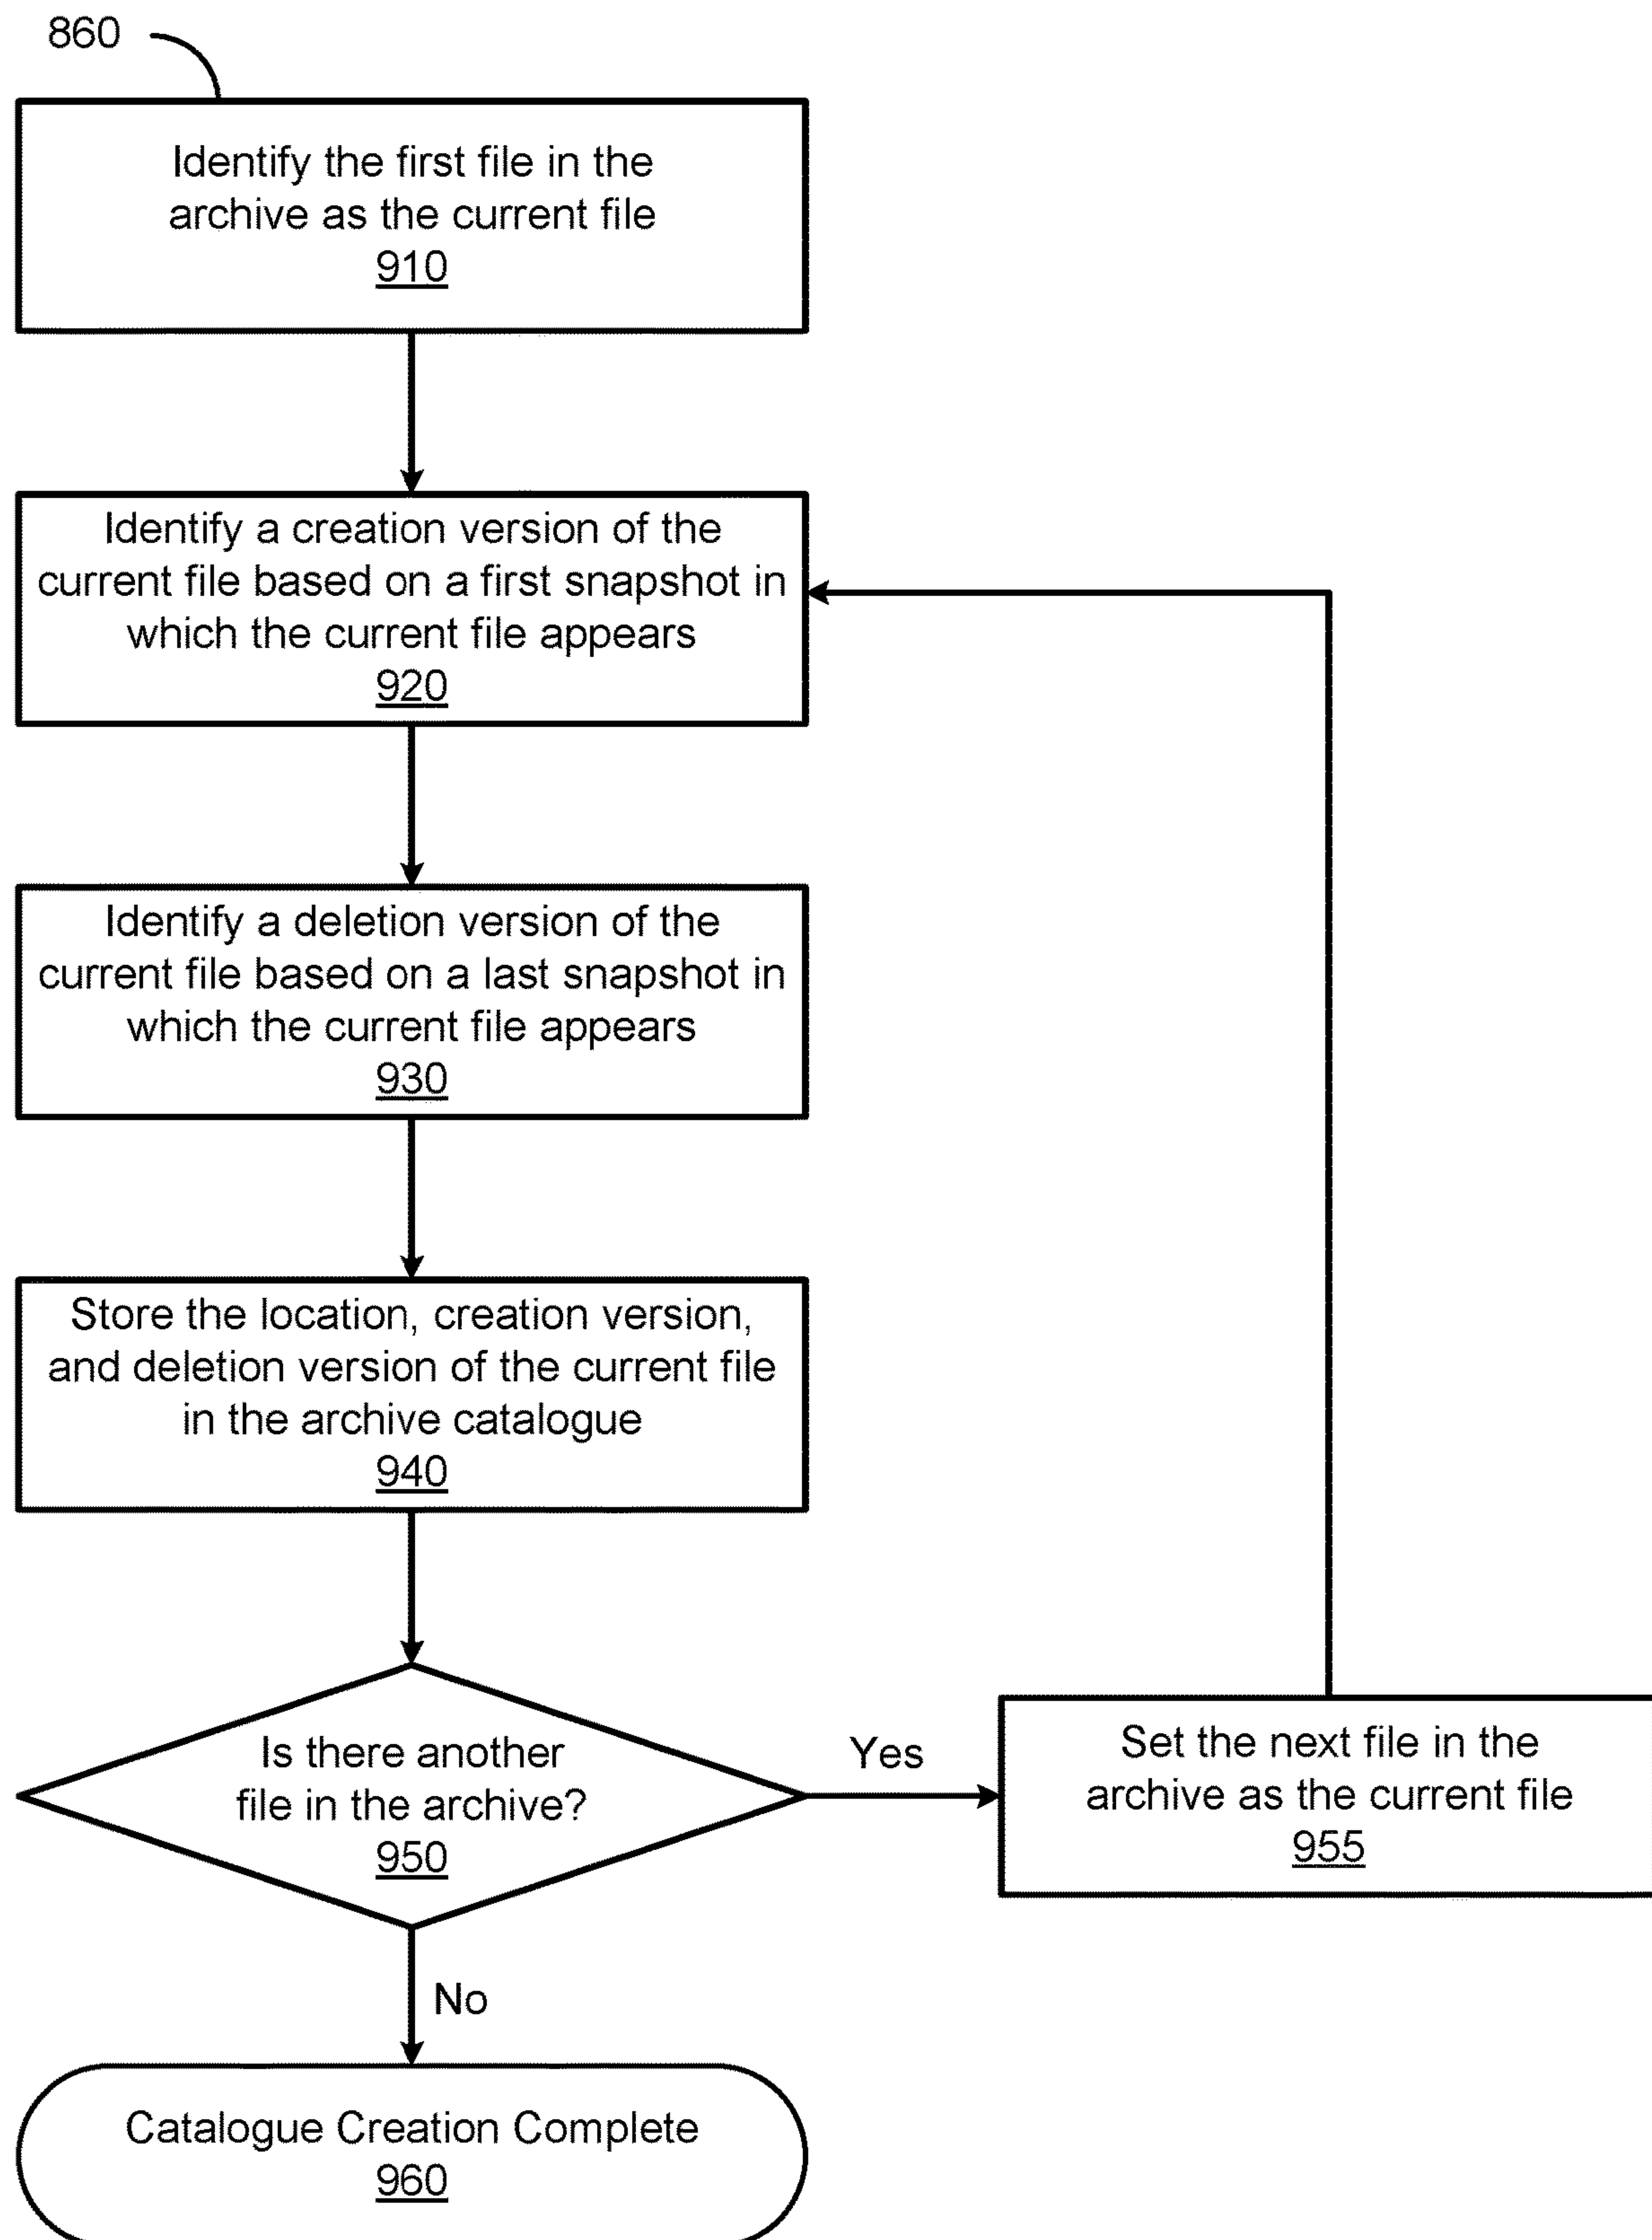 860
Identify the first file in the
archive as the current file
910
Identify a creation version of the
current file based on a first snapshot in
which the current file appears
920
Identify a deletion version of the
current file based on a last snapshot in
which the current file appears
930
Store the location, creation version,
and deletion version of the current file
in the archive catalogue
940
Is there another
file in the archive?
950
Yes
Set the next file in the
archive as the current file
955
No
Catalogue Creation Complete
960